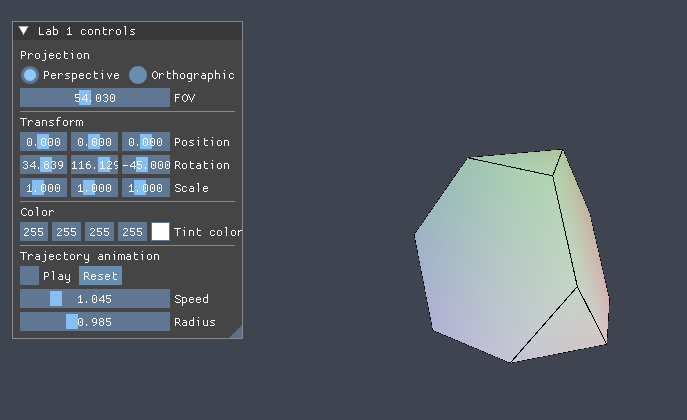 Lab 1 controls
Projection
Perspective Orthographic
54.030 FOV
Transform
0.000 0.000 0.000 Position
34.839 116.129 -45.000 Rotation
1.000 1.000 1.000 Scale
Color
255 255 255 255 Tint color
Trajectory animation
Play Reset
1.045 Speed
0.985 Radius